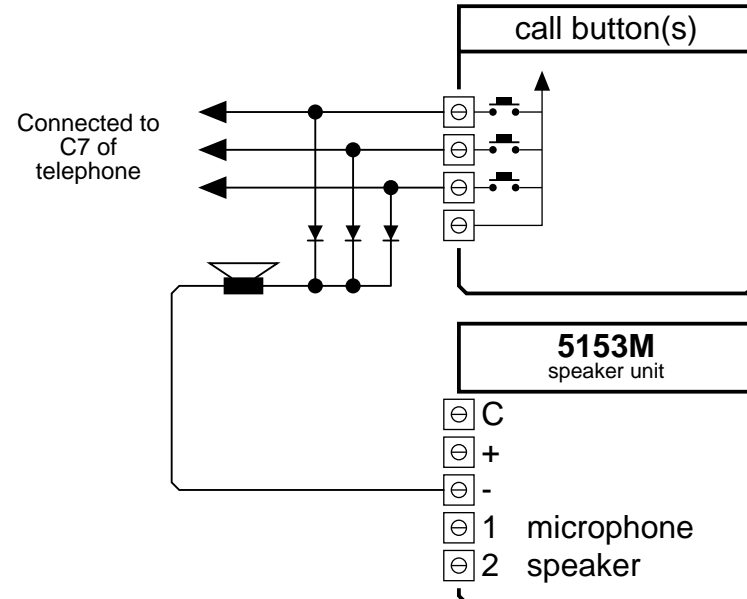 call button(s)
Connected to
C7 of
telephone
5153M
speaker unit
C
+
-
1 microphone
2 speaker